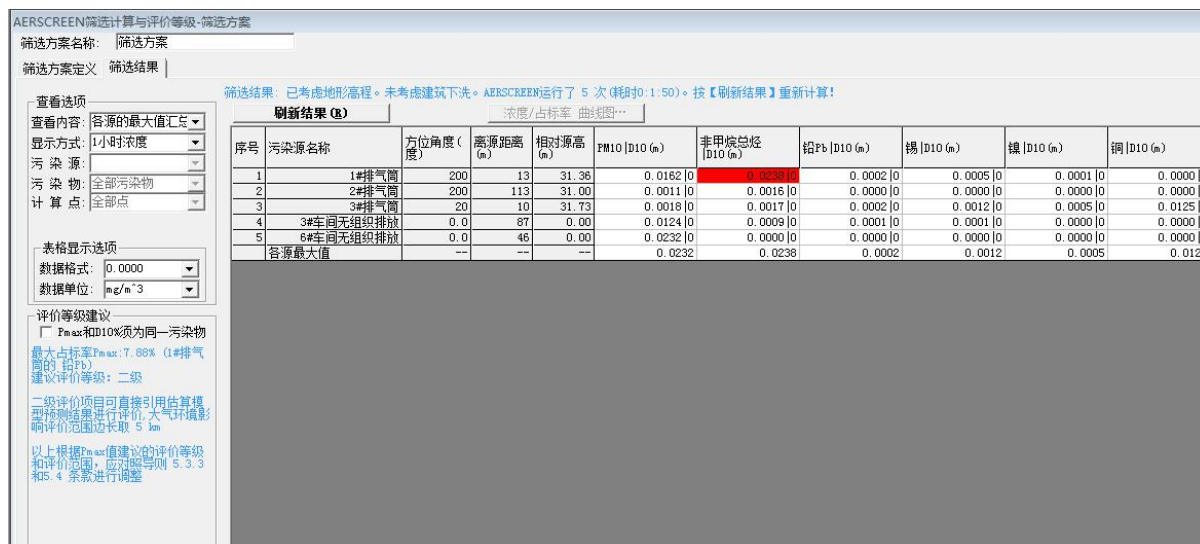 AERSCREEN筛选计算与评价等级-筛选方案
筛选方案名称: 筛选方案
筛选方案定义 筛选结果
筛选结果: 已考虑地形高程。未考虑建筑下洗。AERSCREEN运行了 5 次(耗时0:1:50)。按【刷新结果】重新计算!
查看选项
查看内容: 各源的最大值汇总
显示方式: 1小时浓度
污 染 源:
污 染 物: 全部污染物
计 算 点: 全部点
刷新结果(R) 浓度/占标率 曲线图…
序号 污染源名称 方位角度(度) 离源距离(m) 相对源高(m) PM10|D10(m) 非甲烷总烃|D10(m) 铅Pb|D10(m) 锡|D10(m) 镍|D10(m) 铜|D10(m)
1 1#排气筒 200 13 31.36 0.0162|0 0.0238|0 0.0002|0 0.0005|0 0.0001|0 0.0000|
2 2#排气筒 200 113 31.00 0.0011|0 0.0016|0 0.0000|0 0.0000|0 0.0000|0 0.0000|
3 3#排气筒 20 10 31.73 0.0018|0 0.0017|0 0.0002|0 0.0012|0 0.0005|0 0.0125|
4 3#车间无组织排放 0.0 87 0.00 0.0124|0 0.0009|0 0.0001|0 0.0001|0 0.0000|0 0.0000|
5 6#车间无组织排放 0.0 46 0.00 0.0232|0 0.0000|0 0.0000|0 0.0000|0 0.0000|0 0.0000|
各源最大值 -- -- -- 0.0232 0.0238 0.0002 0.0012 0.0005 0.012
表格显示选项
数据格式: 0.0000
数据单位: mg/m^3
评价等级建议
Pmax和D10%须为同一污染物
最大占标率Pmax:7.88% (1#排气
筒的 铅Pb)
建议评价等级: 二级
二级评价项目可直接引用估算模
型预测结果进行评价,大气环境影
响评价范围边长取 5 km
以上根据Pmax值建议的评价等级
和评价范围，应对照导则 5.3.3
和5.4 条款进行调整